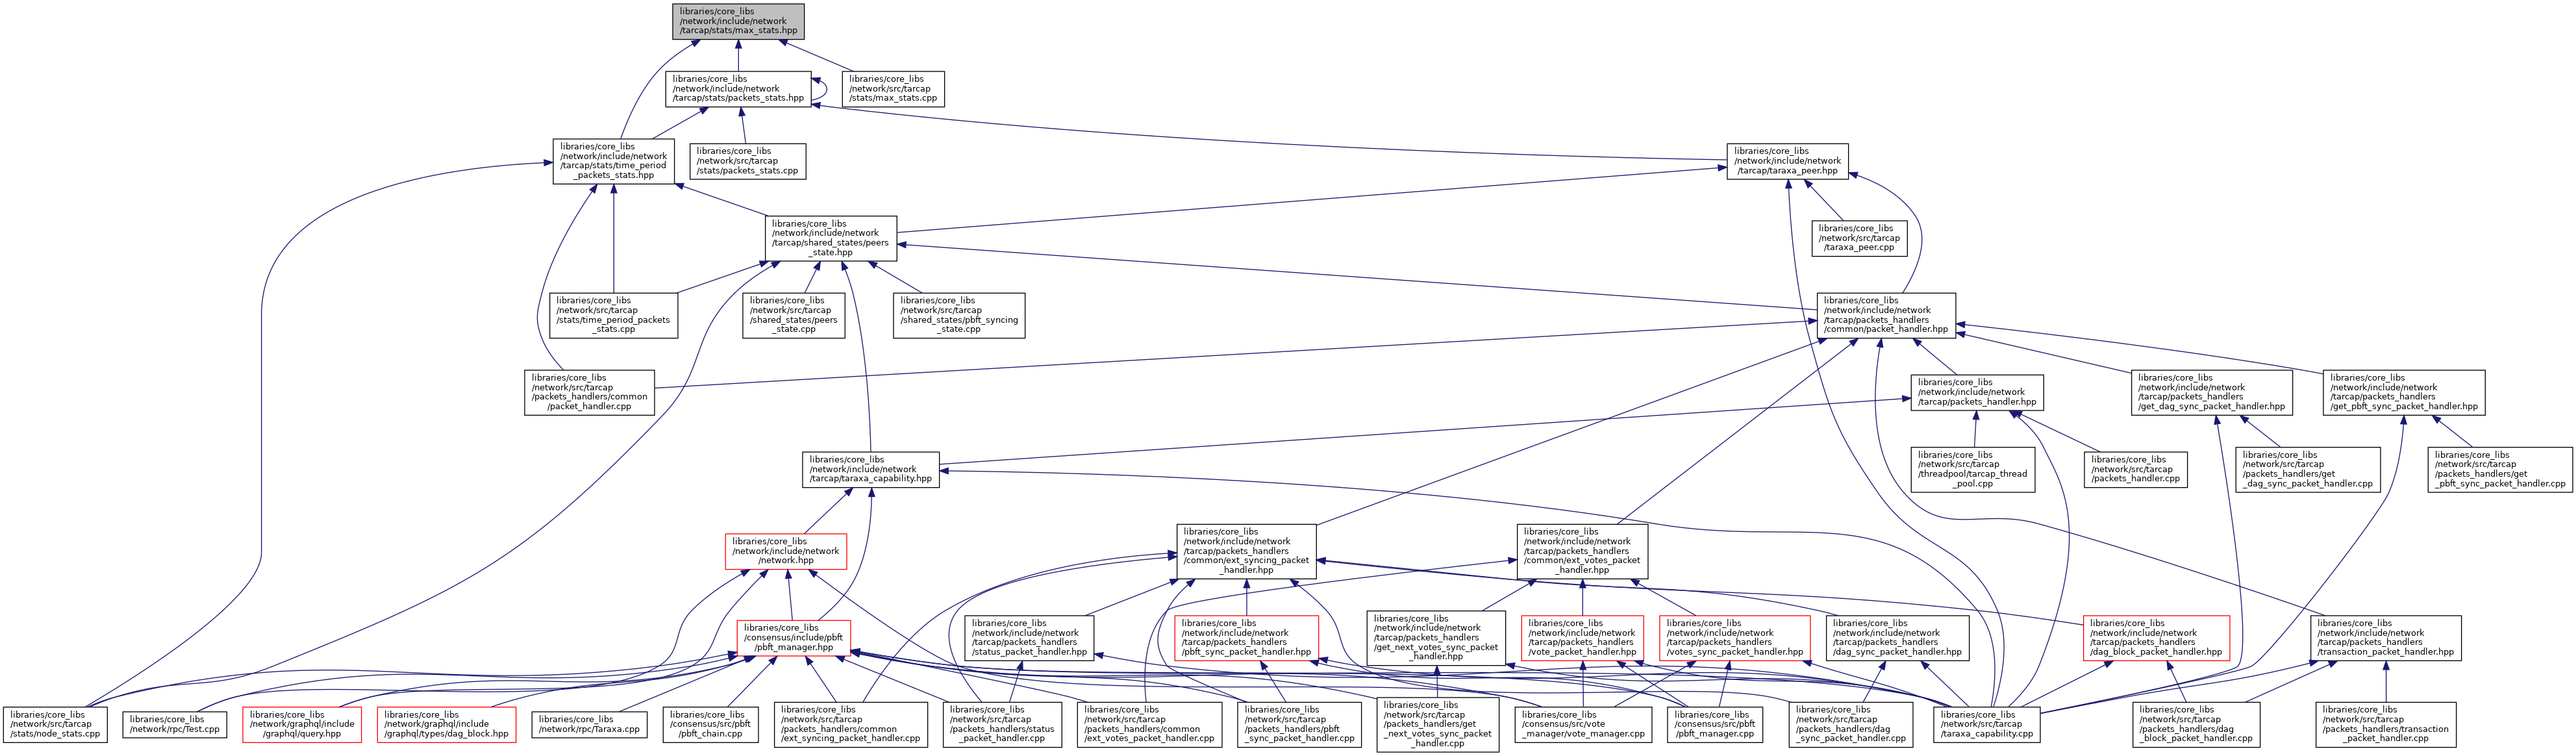 libraries/core_libs
/network/include/network
/tarcap/stats/max_stats.hpp
libraries/core_libs
/network/include/network
/tarcap/stats/packets_stats.hpp
libraries/core_libs
/network/src/tarcap
/stats/max_stats.cpp
libraries/core_libs
/network/include/network
/tarcap/stats/time_period
_packets_stats.hpp
libraries/core_libs
/network/src/tarcap
/stats/packets_stats.cpp
libraries/core_libs
/network/include/network
/tarcap/taraxa_peer.hpp
libraries/core_libs
/network/include/network
/tarcap/shared_states/peers
_state.hpp
libraries/core_libs
/network/src/tarcap
/taraxa_peer.cpp
libraries/core_libs
/network/src/tarcap
/stats/time_period_packets
_stats.cpp
libraries/core_libs
/network/src/tarcap
/shared_states/peers
_state.cpp
libraries/core_libs
/network/src/tarcap
/shared_states/pbft_syncing
_state.cpp
libraries/core_libs
/network/include/network
/tarcap/packets_handlers
/common/packet_handler.hpp
libraries/core_libs
/network/src/tarcap
/packets_handlers/common
/packet_handler.cpp
libraries/core_libs
/network/include/network
/tarcap/packets_handler.hpp
libraries/core_libs
/network/include/network
/tarcap/packets_handlers
/get_dag_sync_packet_handler.hpp
libraries/core_libs
/network/include/network
/tarcap/packets_handlers
/get_pbft_sync_packet_handler.hpp
libraries/core_libs
/network/include/network
/tarcap/taraxa_capability.hpp
libraries/core_libs
/network/src/tarcap
/threadpool/tarcap_thread
_pool.cpp
libraries/core_libs
/network/src/tarcap
/packets_handler.cpp
libraries/core_libs
/network/src/tarcap
/packets_handlers/get
_dag_sync_packet_handler.cpp
libraries/core_libs
/network/src/tarcap
/packets_handlers/get
_pbft_sync_packet_handler.cpp
libraries/core_libs
/network/include/network
/network.hpp
libraries/core_libs
/network/include/network
/tarcap/packets_handlers
/common/ext_syncing_packet
_handler.hpp
libraries/core_libs
/network/include/network
/tarcap/packets_handlers
/common/ext_votes_packet
_handler.hpp
libraries/core_libs
/consensus/include/pbft
/pbft_manager.hpp
libraries/core_libs
/network/include/network
/tarcap/packets_handlers
/status_packet_handler.hpp
libraries/core_libs
/network/include/network
/tarcap/packets_handlers
/pbft_sync_packet_handler.hpp
libraries/core_libs
/network/include/network
/tarcap/packets_handlers
/get_next_votes_sync_packet
_handler.hpp
libraries/core_libs
/network/include/network
/tarcap/packets_handlers
/vote_packet_handler.hpp
libraries/core_libs
/network/include/network
/tarcap/packets_handlers
/votes_sync_packet_handler.hpp
libraries/core_libs
/network/include/network
/tarcap/packets_handlers
/dag_sync_packet_handler.hpp
libraries/core_libs
/network/include/network
/tarcap/packets_handlers
/dag_block_packet_handler.hpp
libraries/core_libs
/network/include/network
/tarcap/packets_handlers
/transaction_packet_handler.hpp
libraries/core_libs
/network/src/tarcap
/stats/node_stats.cpp
libraries/core_libs
/network/rpc/Test.cpp
libraries/core_libs
/network/graphql/include
/graphql/query.hpp
libraries/core_libs
/network/graphql/include
/graphql/types/dag_block.hpp
libraries/core_libs
/network/rpc/Taraxa.cpp
libraries/core_libs
/consensus/src/pbft
/pbft_chain.cpp
libraries/core_libs
/network/src/tarcap
/packets_handlers/common
/ext_syncing_packet_handler.cpp
libraries/core_libs
/network/src/tarcap
/packets_handlers/status
_packet_handler.cpp
libraries/core_libs
/network/src/tarcap
/packets_handlers/common
/ext_votes_packet_handler.cpp
libraries/core_libs
/network/src/tarcap
/packets_handlers/pbft
_sync_packet_handler.cpp
libraries/core_libs
/network/src/tarcap
/packets_handlers/get
_next_votes_sync_packet
_handler.cpp
libraries/core_libs
/consensus/src/vote
_manager/vote_manager.cpp
libraries/core_libs
/consensus/src/pbft
/pbft_manager.cpp
libraries/core_libs
/network/src/tarcap
/packets_handlers/dag
_sync_packet_handler.cpp
libraries/core_libs
/network/src/tarcap
/taraxa_capability.cpp
libraries/core_libs
/network/src/tarcap
/packets_handlers/dag
_block_packet_handler.cpp
libraries/core_libs
/network/src/tarcap
/packets_handlers/transaction
_packet_handler.cpp